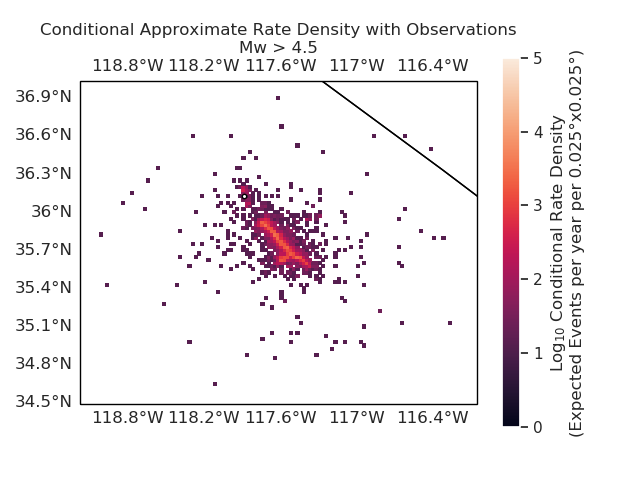 Conditional Approximate Rate Density with Observations
Mw > 4.5
118.8°W 118.2°W 117.6°W 117°W 116.4°W
36.9°N
36.6°N
36.3°N
36°N
35.7°N
35.4°N
35.1°N
34.8°N
34.5°N
118.8°W 118.2°W 117.6°W 117°W 116.4°W
5
4
3
2
1
0
Log₁₀ Conditional Rate Density
(Expected Events per year per 0.025°x0.025°)